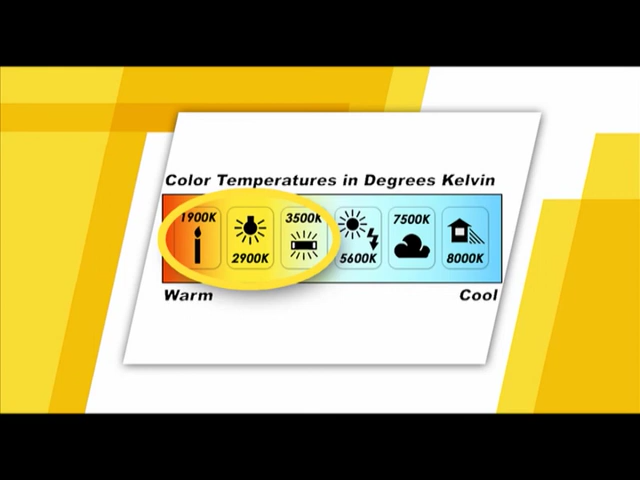 Color Temperatures in Degrees Kelvin
1900K
2900K
3500K
5600K
7500K
8000K
Warm
Cool